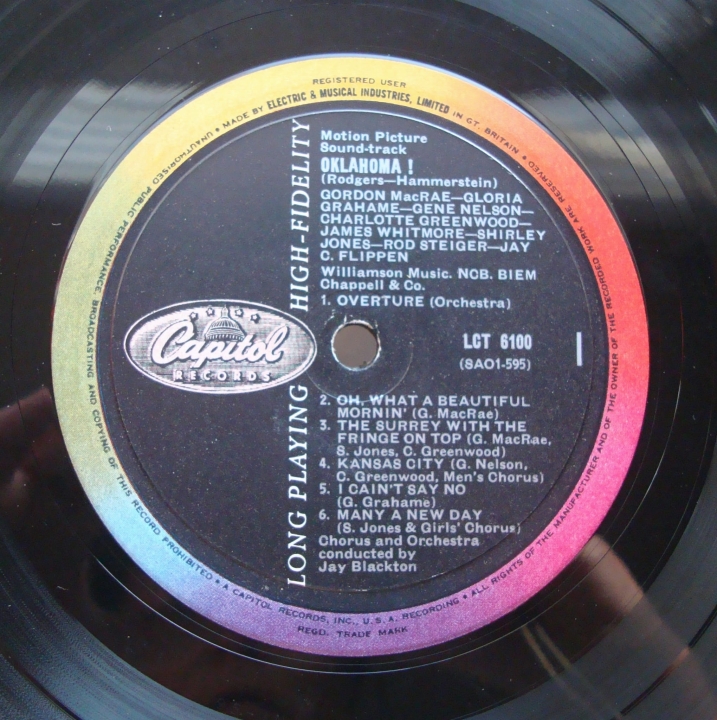 REGISTERED USER
UNAUTHORISED PUBLIC PERFORMANCE, BROADCASTING AND COPYING OF THIS RECORD PROHIBITED • A CAPITOL RECORDS, INC., U.S.A. RECORDING • ALL RIGHTS OF THE MANUFACTURER AND OF THE OWNER OF THE RECORDED WORK ARE RESERVED • MADE BY ELECTRIC & MUSICAL INDUSTRIES, LIMITED IN GT. BRITAIN •
REGD. TRADE MARK
LONG PLAYING HIGH-FIDELITY
Motion Picture
Sound-track
OKLAHOMA !
(Rodgers—Hammerstein)
GORDON MacRAE—GLORIA
GRAHAME—GENE NELSON—
CHARLOTTE GREENWOOD—
JAMES WHITMORE—SHIRLEY
JONES—ROD STEIGER—JAY
C. FLIPPEN
Williamson Music. NCB. BIEM
Chappell & Co.
1. OVERTURE (Orchestra)
Capitol
RECORDS
LCT 6100
(SAO1-595)
1
2. OH, WHAT A BEAUTIFUL
MORNIN' (G. MacRae)
3. THE SURREY WITH THE
FRINGE ON TOP (G. MacRae,
S. Jones, C. Greenwood)
4. KANSAS CITY (G. Nelson,
C. Greenwood, Men's Chorus)
5. I CAIN'T SAY NO
(G. Grahame)
6. MANY A NEW DAY
(S. Jones & Girls' Chorus)
Chorus and Orchestra
conducted by
Jay Blackton